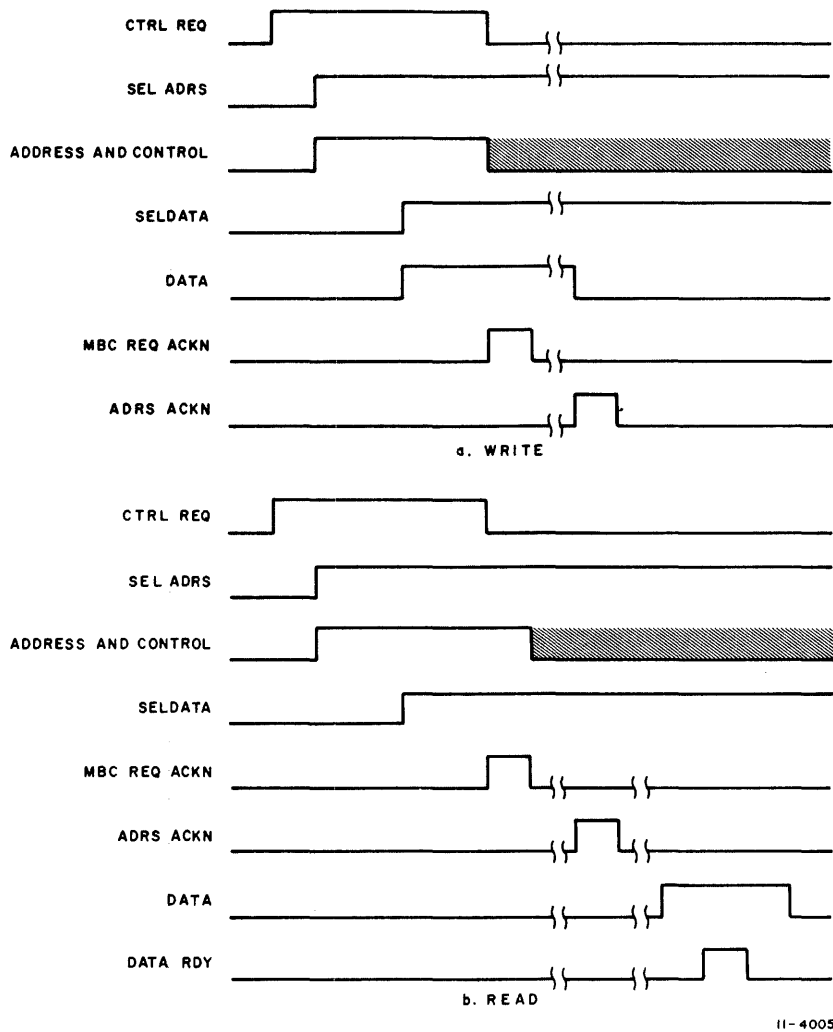 CTRL REQ
SEL ADRS
ADDRESS AND CONTROL
SELDATA
DATA
MBC REQ ACKN
ADRS ACKN
a. WRITE
CTRL REQ
SEL ADRS
ADDRESS AND CONTROL
SELDATA
MBC REQ ACKN
ADRS ACKN
DATA
DATA RDY
b. READ
11-4005